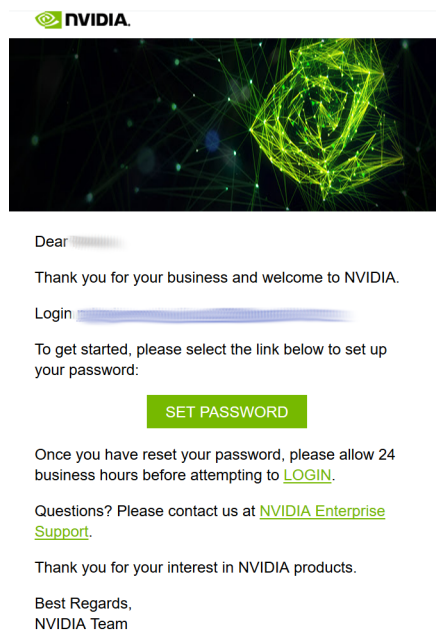 NVIDIA.
Dear
Thank you for your business and welcome to NVIDIA.
Login
To get started, please select the link below to set up
your password:
SET PASSWORD
Once you have reset your password, please allow 24
business hours before attempting to LOGIN.
Questions? Please contact us at NVIDIA Enterprise
Support.
Thank you for your interest in NVIDIA products.
Best Regards,
NVIDIA Team